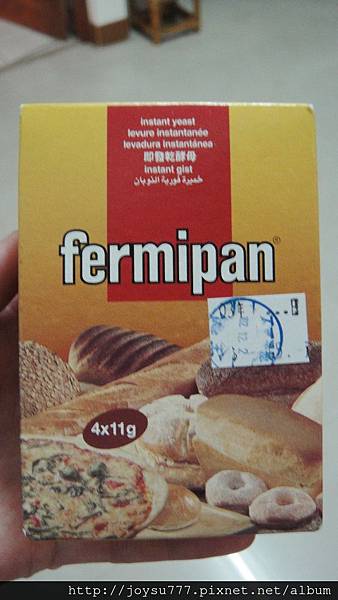 instant yeast
levure instantanée
levadura instantánea
即發乾酵母
instant gist
خميرة فورية الذوبان
fermipan®
4x11g
http://joysu777.pixnet.net/album